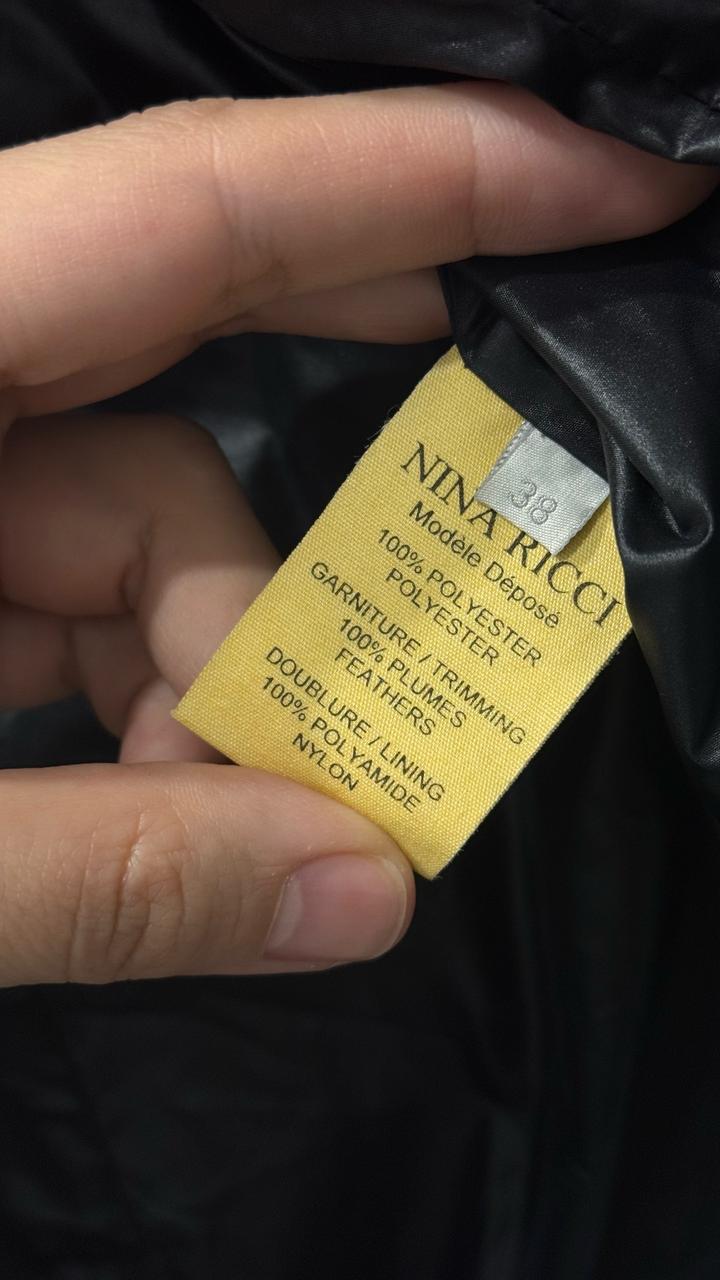 38
NINA RICCI
Modèle Déposé
100% POLYESTER
POLYESTER
GARNITURE / TRIMMING
100% PLUMES
FEATHERS
DOUBLURE / LINING
100% POLYAMIDE
NYLON